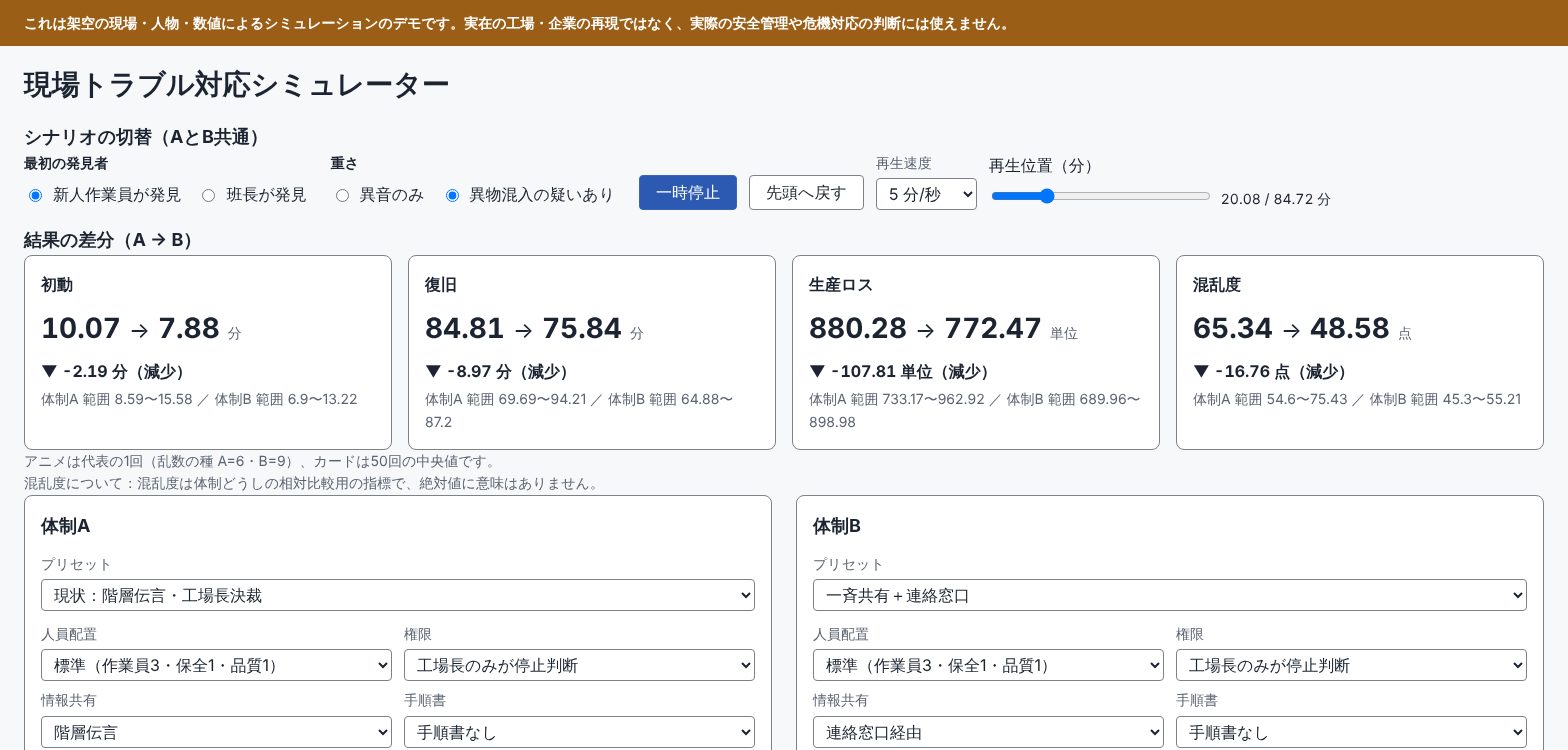 これは架空の現場・人物・数値によるシミュレーションのデモです。実在の工場・企業の再現ではなく、実際の安全管理や危機対応の判断には使えません。
現場トラブル対応シミュレーター
シナリオの切替（AとB共通）
最初の発見者
新人作業員が発見 班長が発見
重さ
異音のみ 異物混入の疑いあり
一時停止
先頭へ戻す
再生速度
5 分/秒
再生位置（分）
20.08 / 84.72 分
結果の差分（A → B）
初動
10.07 → 7.88 分
▼ -2.19 分（減少）
体制A 範囲 8.59〜15.58 ／ 体制B 範囲 6.9〜13.22
復旧
84.81 → 75.84 分
▼ -8.97 分（減少）
体制A 範囲 69.69〜94.21 ／ 体制B 範囲 64.88〜
87.2
生産ロス
880.28 → 772.47 単位
▼ -107.81 単位（減少）
体制A 範囲 733.17〜962.92 ／ 体制B 範囲 689.96〜
898.98
混乱度
65.34 → 48.58 点
▼ -16.76 点（減少）
体制A 範囲 54.6〜75.43 ／ 体制B 範囲 45.3〜55.21
アニメは代表の1回（乱数の種 A=6・B=9）、カードは50回の中央値です。
混乱度について：混乱度は体制どうしの相対比較用の指標で、絶対値に意味はありません。
体制A
プリセット
現状：階層伝言・工場長決裁
人員配置
標準（作業員3・保全1・品質1）
権限
工場長のみが停止判断
情報共有
階層伝言
手順書
手順書なし
体制B
プリセット
一斉共有＋連絡窓口
人員配置
標準（作業員3・保全1・品質1）
権限
工場長のみが停止判断
情報共有
連絡窓口経由
手順書
手順書なし